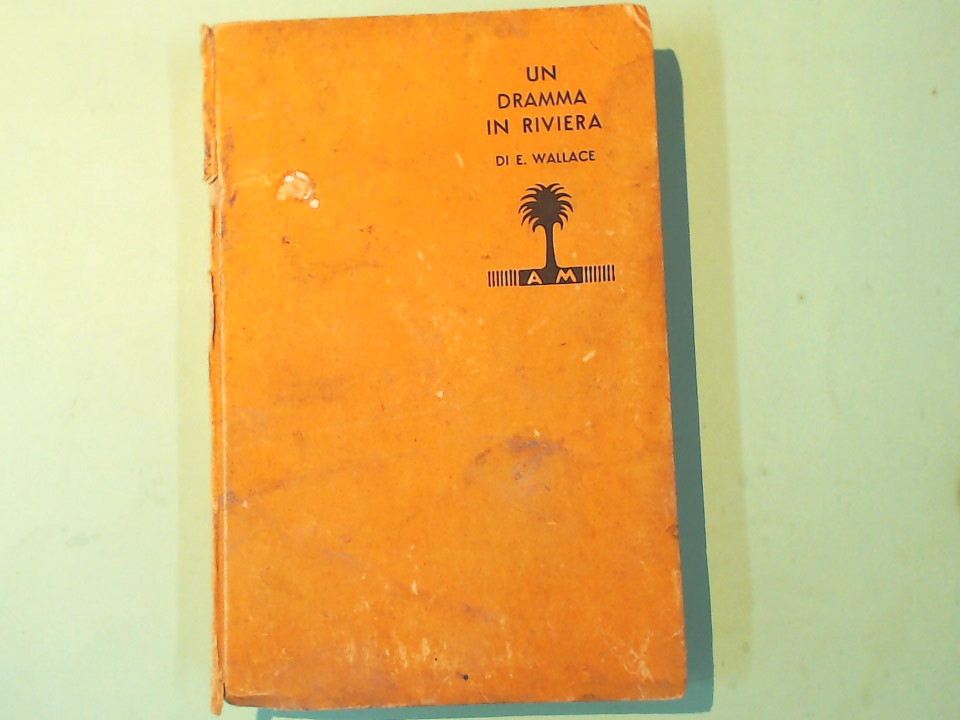 UN
DRAMMA
IN RIVIERA
DI E. WALLACE
A M